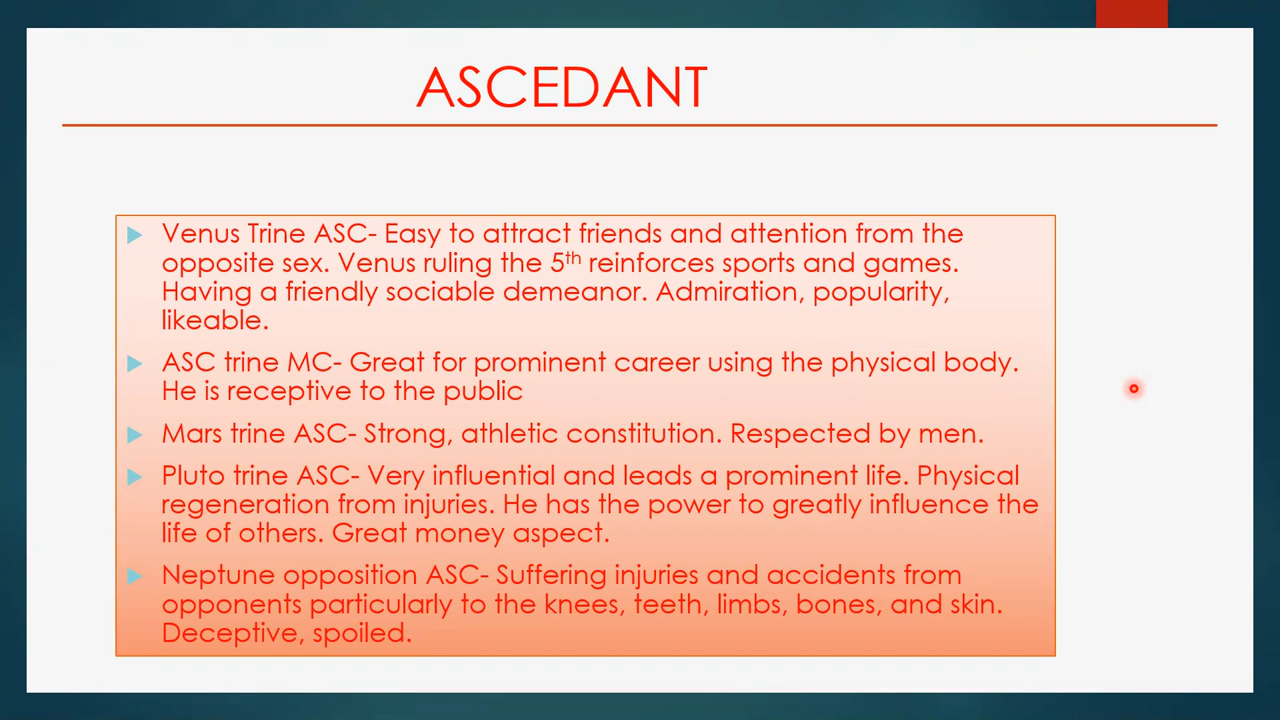 ASCEDANT
Venus Trine ASC- Easy to attract friends and attention from the
opposite sex. Venus ruling the 5th reinforces sports and games.
Having a friendly sociable demeanor. Admiration, popularity,
likeable.
ASC trine MC- Great for prominent career using the physical body.
He is receptive to the public
Mars trine ASC- Strong, athletic constitution. Respected by men.
Pluto trine ASC- Very influential and leads a prominent life. Physical
regeneration from injuries. He has the power to greatly influence the
life of others. Great money aspect.
Neptune opposition ASC- Suffering injuries and accidents from
opponents particularly to the knees, teeth, limbs, bones, and skin.
Deceptive, spoiled.